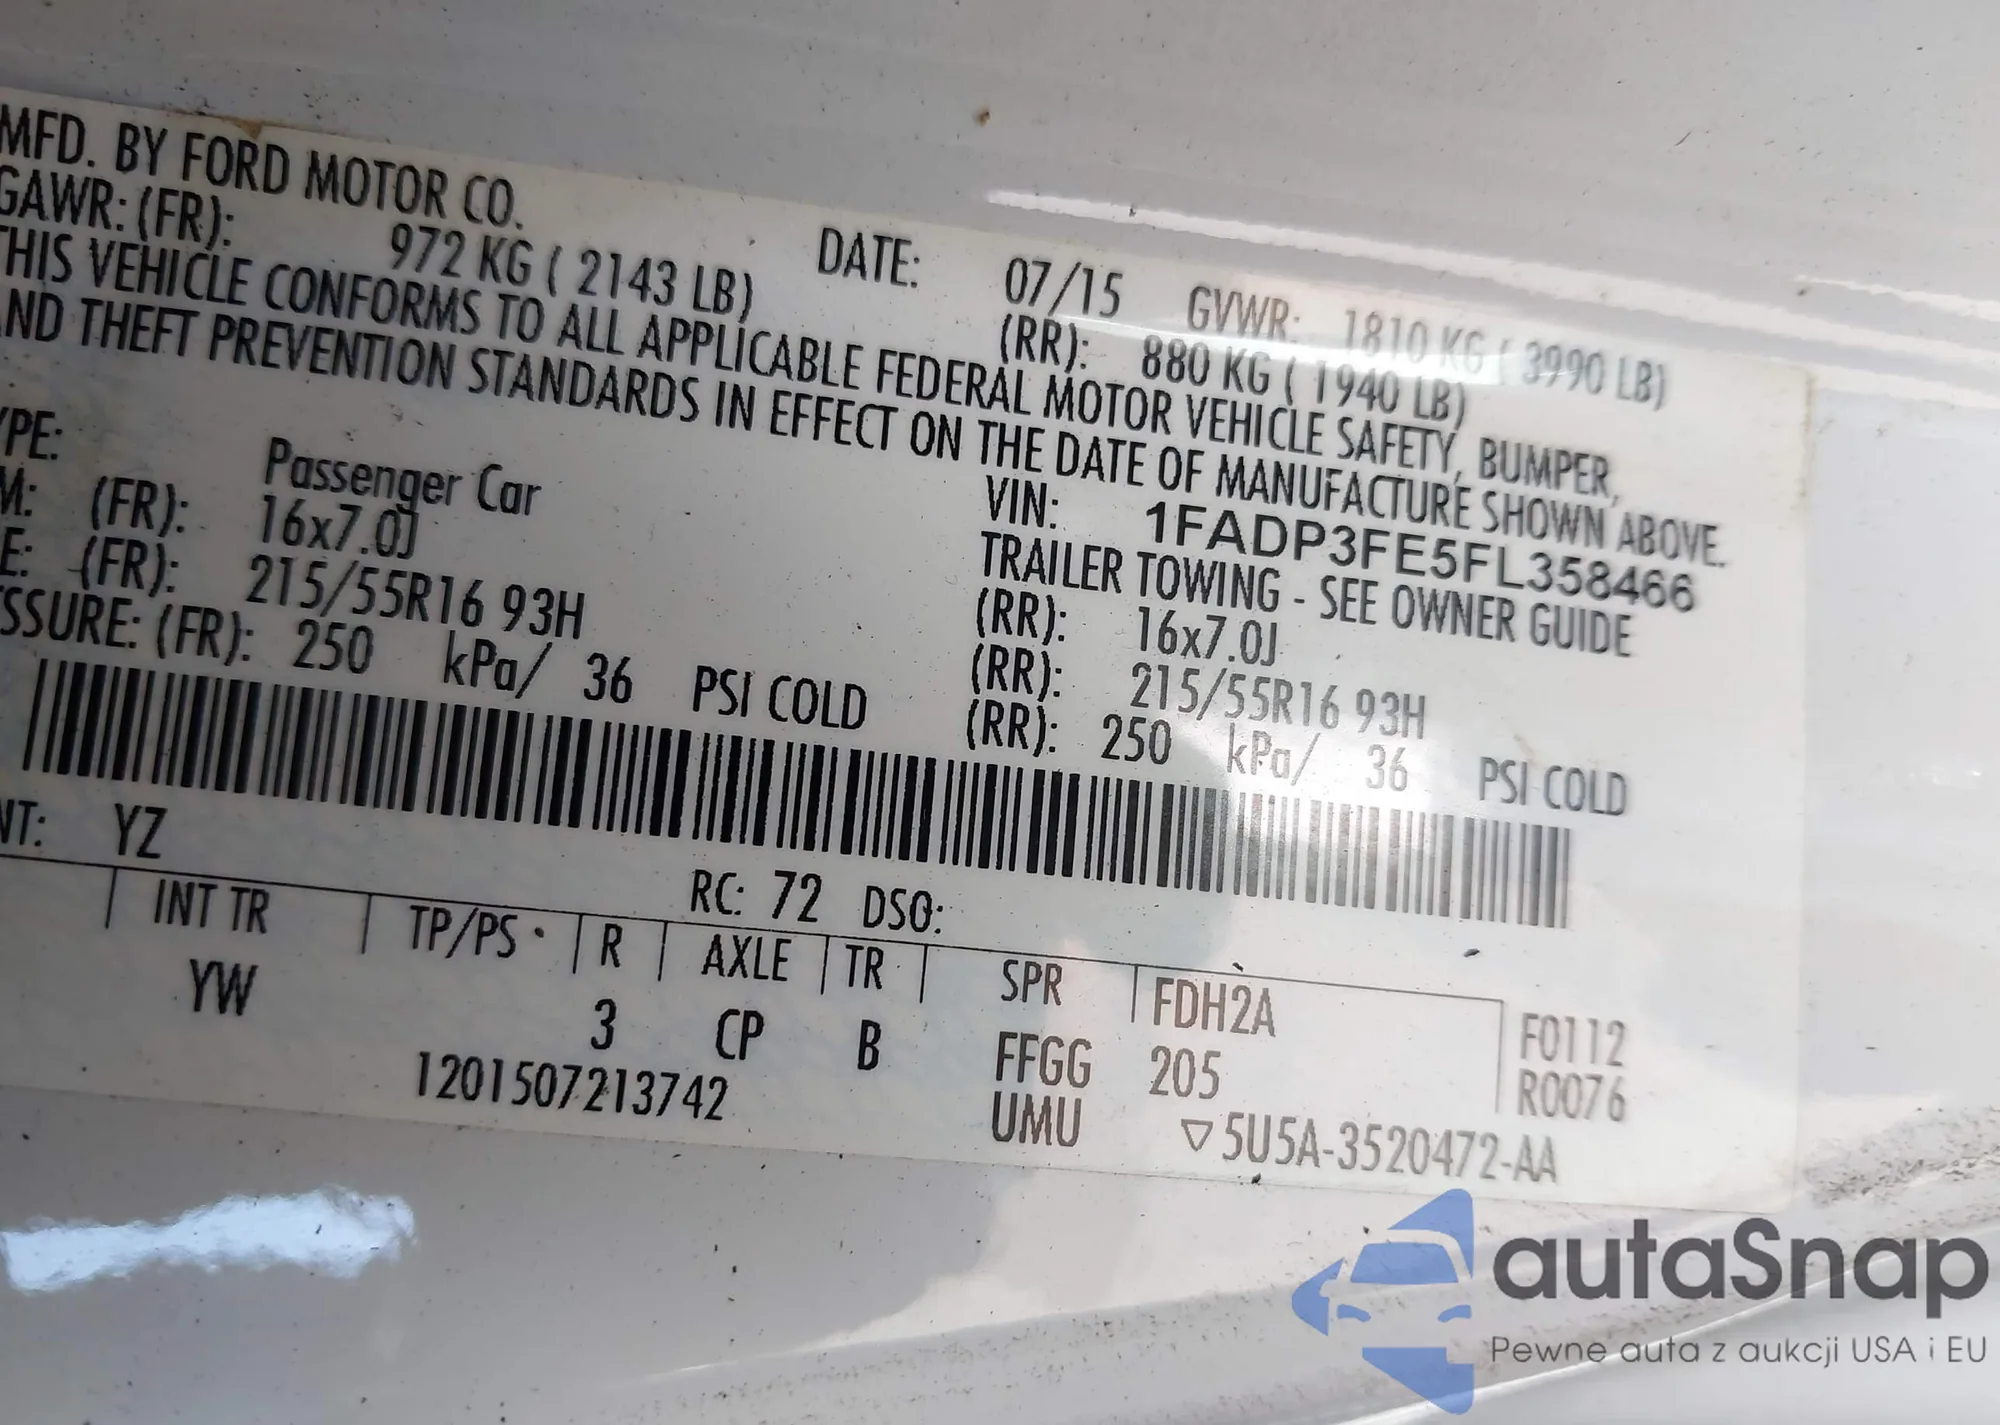 MFD. BY FORD MOTOR CO. DATE: 07/15 GVWR: 1810 KG ( 3990 LB)
GAWR: (FR): 972 KG ( 2143 LB) (RR): 880 KG ( 1940 LB)
THIS VEHICLE CONFORMS TO ALL APPLICABLE FEDERAL MOTOR VEHICLE SAFETY, BUMPER,
AND THEFT PREVENTION STANDARDS IN EFFECT ON THE DATE OF MANUFACTURE SHOWN ABOVE.
VIN: 1FADP3FE5FL358466
YPE: Passenger Car TRAILER TOWING - SEE OWNER GUIDE
M: (FR): 16x7.0J (RR): 16x7.0J
E: (FR): 215/55R16 93H (RR): 215/55R16 93H
SSURE: (FR): 250 kPa/ 36 PSI COLD (RR): 250 kPa/ 36 PSI COLD
NT: YZ RC: 72 DSO:
INT TR TP/PS R AXLE TR SPR FDH2A F0112
YW 3 CP B FFGG 205 R0076
1201507213742 UMU ▽5U5A-3520472-AA
autaSnap
Pewne auta z aukcji USA i EU